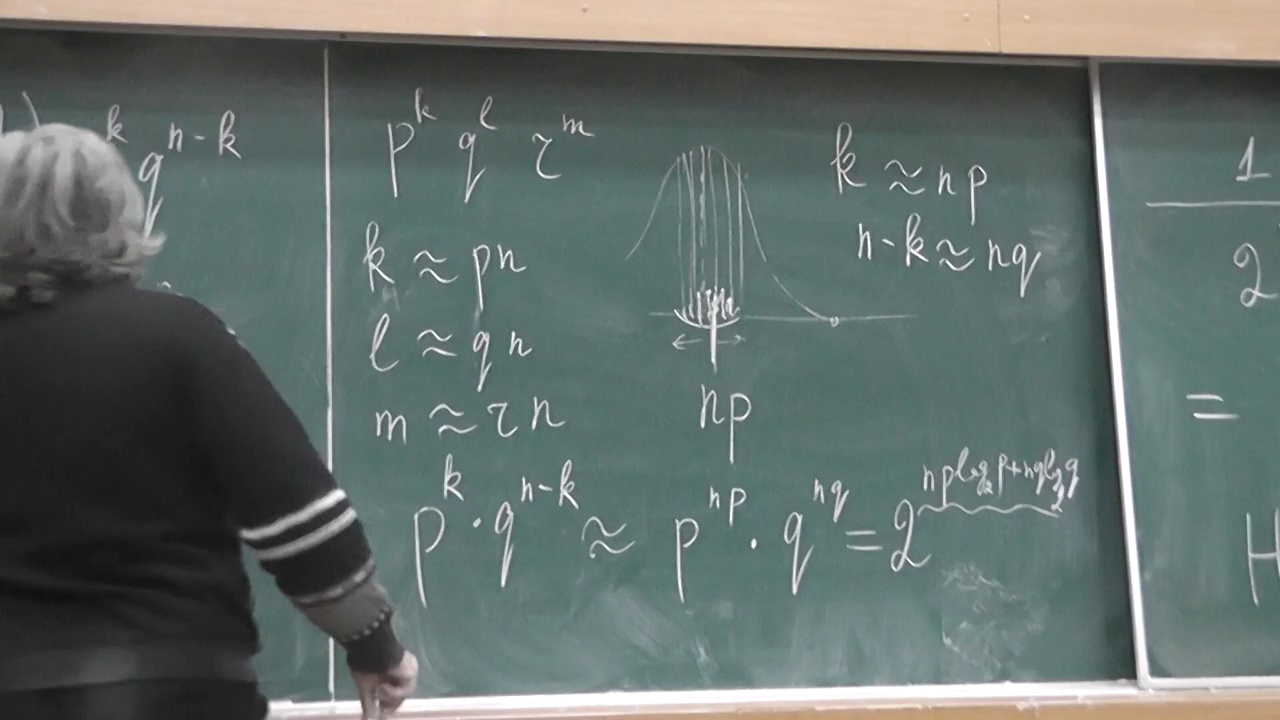 k q^{n-k}
p^k q^l r^m
k ≈ np
n-k ≈ nq
k ≈ pn
l ≈ qn
m ≈ rn
np
p^k · q^{n-k} ≈ p^{np} · q^{nq} = 2^{np log_2 p + nq log_2 q}
1
2
=
H